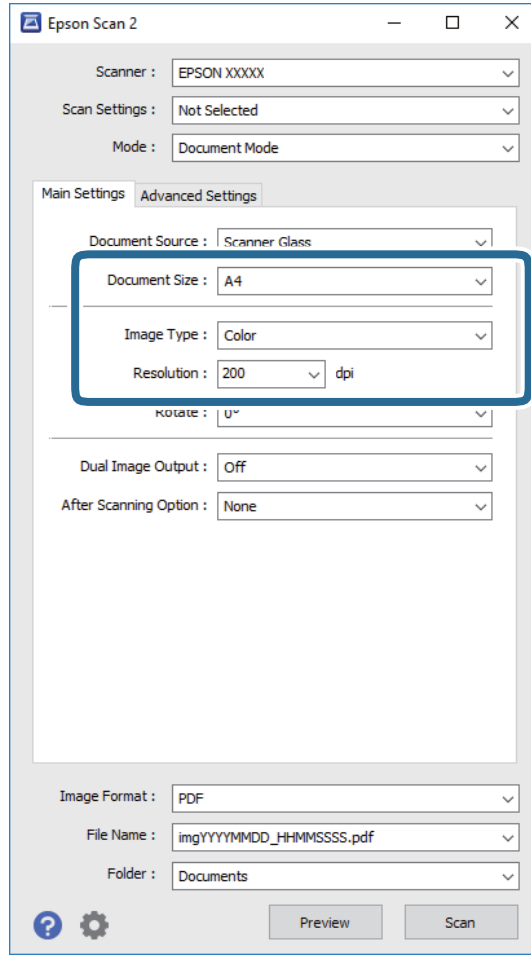 Epson Scan 2
Scanner : EPSON XXXXX
Scan Settings : Not Selected
Mode : Document Mode
Main Settings Advanced Settings
Document Source : Scanner Glass
Document Size : A4
Image Type : Color
Resolution : 200 dpi
Rotate : 0°
Dual Image Output : Off
After Scanning Option : None
Image Format : PDF
File Name : imgYYYYMMDD_HHMMSSSS.pdf
Folder : Documents
? Preview Scan